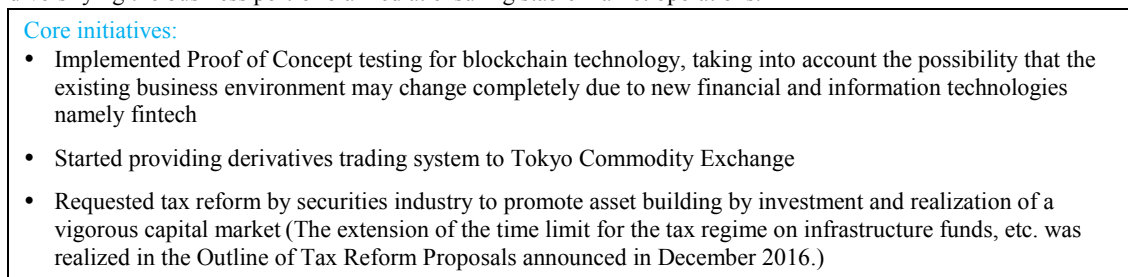 Core initiatives:
• Implemented Proof of Concept testing for blockchain technology, taking into account the possibility that the
existing business environment may change completely due to new financial and information technologies
namely fintech
• Started providing derivatives trading system to Tokyo Commodity Exchange
• Requested tax reform by securities industry to promote asset building by investment and realization of a
vigorous capital market (The extension of the time limit for the tax regime on infrastructure funds, etc. was
realized in the Outline of Tax Reform Proposals announced in December 2016.)